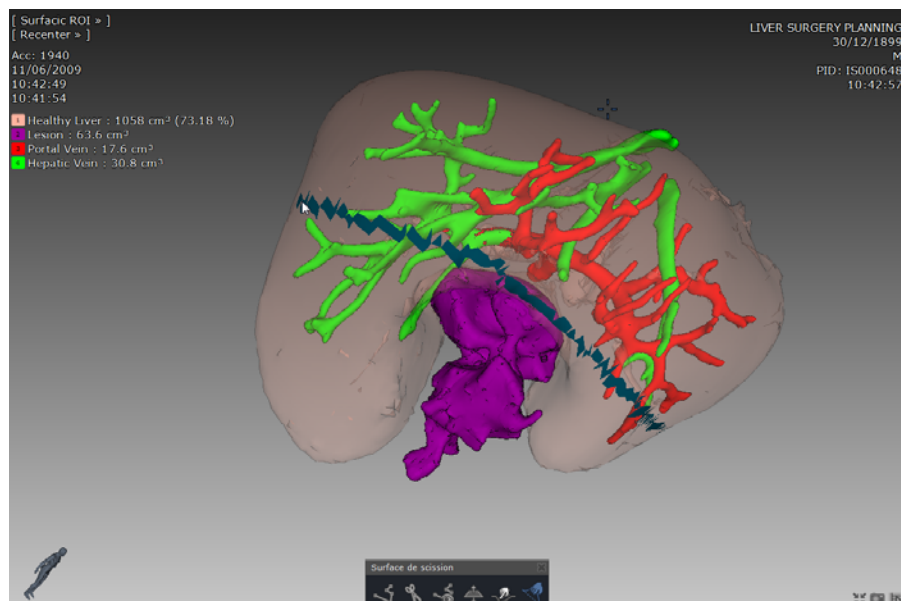 [ Surfacic ROI » ]
[ Recenter » ]
Acc: 1940
11/06/2009
10:42:49
10:41:54
Healthy Liver : 1058 cm³ (73.18 %)
Lesion : 63.6 cm³
Portal Vein : 17.6 cm³
Hepatic Vein : 30.8 cm³
LIVER SURGERY PLANNING
30/12/1899
M
PID: IS000648
10:42:57
Surface de scission